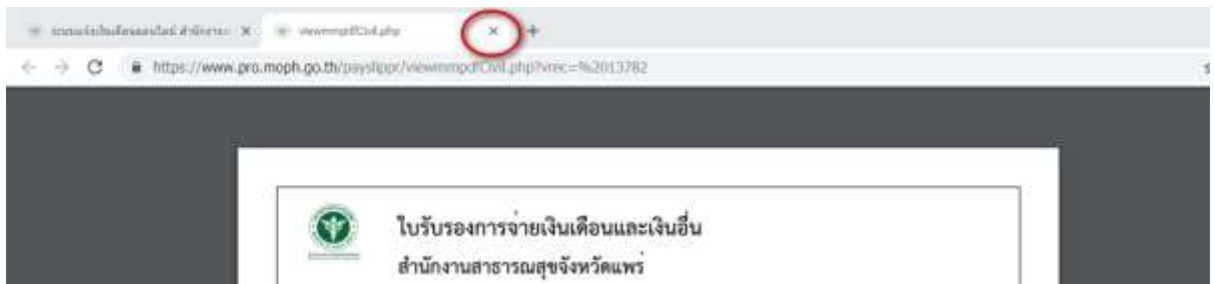 viewmmpdfCivil.php
https://www.pro.moph.go.th/payslippr/viewmmpdfCivil.php?vrec=%2013782
ใบรับรองการจ่ายเงินเดือนและเงินอื่น
สำนักงานสาธารณสุขจังหวัดแพร่